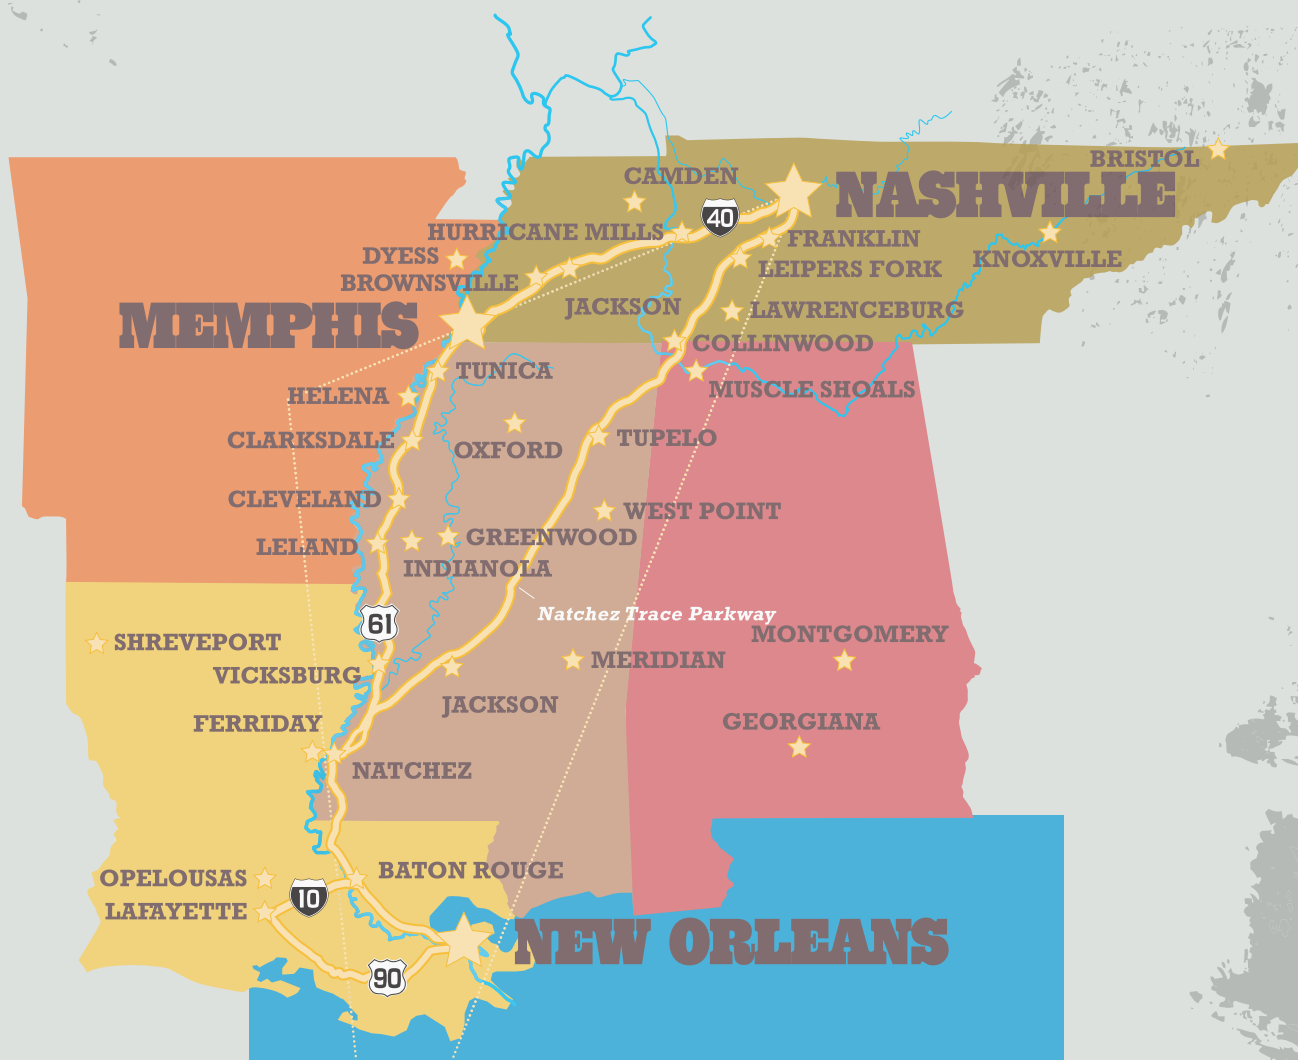 BRISTOL
CAMDEN
NASHVILLE
40
HURRICANE MILLS
FRANKLIN
DYESS
KNOXVILLE
LEIPERS FORK
BROWNSVILLE
JACKSON
LAWRENCEBURG
MEMPHIS
COLLINWOOD
TUNICA
MUSCLE SHOALS
HELENA
CLARKSDALE
TUPELO
OXFORD
CLEVELAND
WEST POINT
GREENWOOD
LELAND
INDIANOLA
Natchez Trace Parkway
61
MONTGOMERY
SHREVEPORT
MERIDIAN
VICKSBURG
JACKSON
FERRIDAY
GEORGIANA
NATCHEZ
BATON ROUGE
OPELOUSAS
10
LAFAYETTE
NEW ORLEANS
90